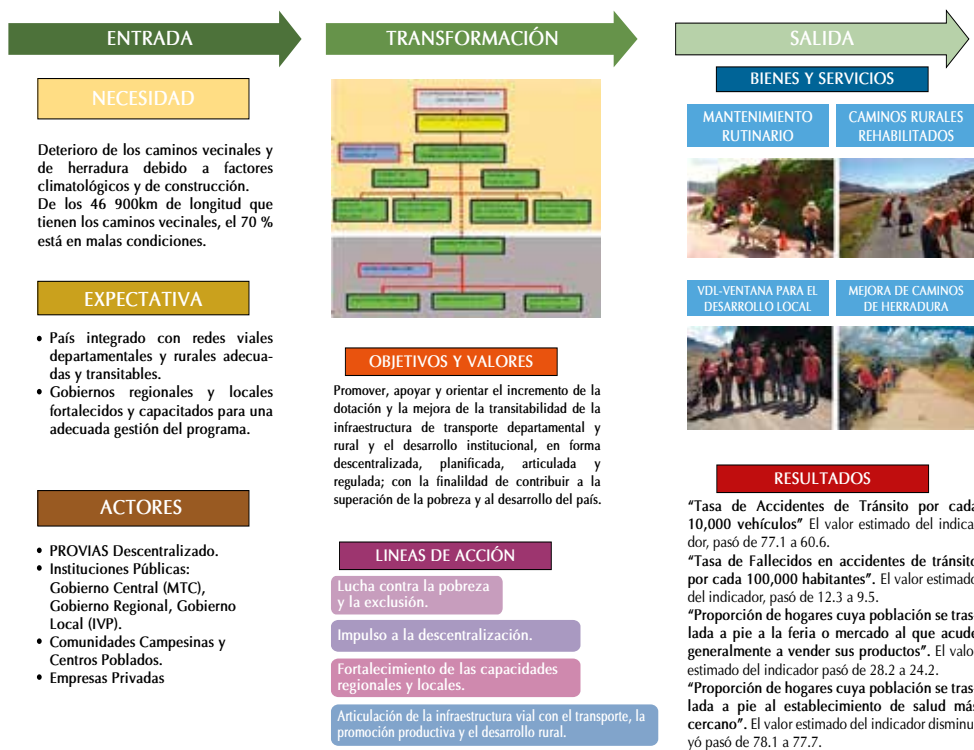 ENTRADA
NECESIDAD
Deterioro de los caminos vecinales y
de herradura debido a factores
climatológicos y de construcción.
De los 46 900km de longitud que
tienen los caminos vecinales, el 70 %
está en malas condiciones.
EXPECTATIVA
• País integrado con redes viales
departamentales y rurales adecua-
das y transitables.
• Gobiernos regionales y locales
fortalecidos y capacitados para una
adecuada gestión del programa.
ACTORES
• PROVIAS Descentralizado.
• Instituciones Públicas:
Gobierno Central (MTC),
Gobierno Regional, Gobierno
Local (IVP).
• Comunidades Campesinas y
Centros Poblados.
• Empresas Privadas
TRANSFORMACIÓN
OBJETIVOS Y VALORES
Promover, apoyar y orientar el incremento de la
dotación y la mejora de la transitabilidad de la
infraestructura de transporte departamental y
rural y el desarrollo institucional, en forma
descentralizada, planificada, articulada y
regulada; con la finalildad de contribuir a la
superación de la pobreza y al desarrollo del país.
LINEAS DE ACCIÓN
Lucha contra la pobreza
y la exclusión.
Impulso a la descentralización.
Fortalecimiento de las capacidades
regionales y locales.
Articulación de la infraestructura vial con el transporte, la
promoción productiva y el desarrollo rural.
SALIDA
BIENES Y SERVICIOS
MANTENIMIENTO
RUTINARIO
CAMINOS RURALES
REHABILITADOS
VDL-VENTANA PARA EL
DESARROLLO LOCAL
MEJORA DE CAMINOS
DE HERRADURA
RESULTADOS
"Tasa de Accidentes de Tránsito por cada
10,000 vehículos" El valor estimado del indica-
dor, pasó de 77.1 a 60.6.
"Tasa de Fallecidos en accidentes de tránsito
por cada 100,000 habitantes". El valor estimado
del indicador, pasó de 12.3 a 9.5.
"Proporción de hogares cuya población se tras-
lada a pie a la feria o mercado al que acude
generalmente a vender sus productos". El valor
estimado del indicador pasó de 28.2 a 24.2.
"Proporción de hogares cuya población se tras-
lada a pie al establecimiento de salud más
cercano". El valor estimado del indicador disminu-
yó pasó de 78.1 a 77.7.